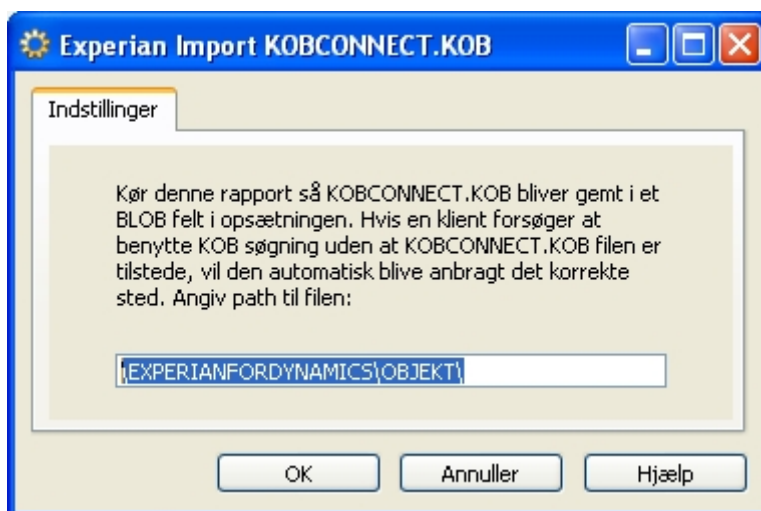 Experian Import KOBCONNECT.KOB
Indstillinger
Kør denne rapport så KOBCONNECT.KOB bliver gemt i et
BLOB felt i opsætningen. Hvis en klient forsøger at
benytte KOB søgning uden at KOBCONNECT.KOB filen er
tilstede, vil den automatisk blive anbragt det korrekte
sted. Angiv path til filen:
\EXPERIANFORDYNAMICS\OBJEKT\
OK Annuller Hjælp